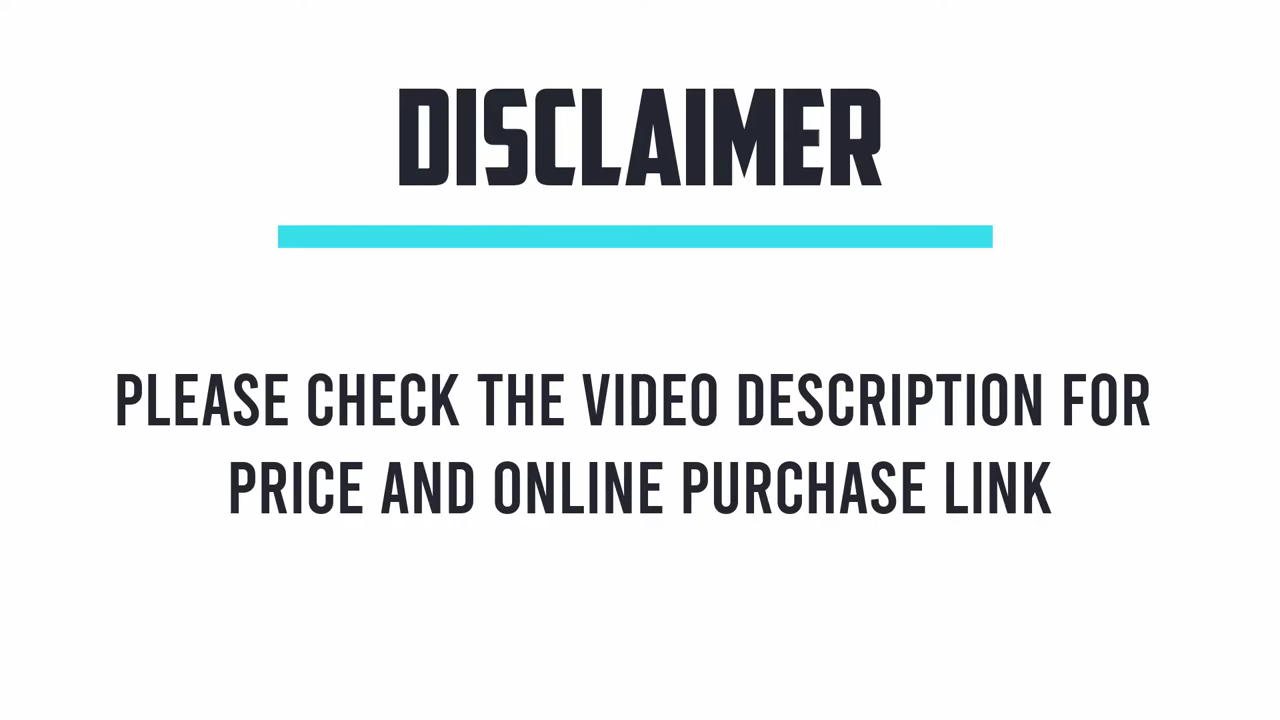 DISCLAIMER
PLEASE CHECK THE VIDEO DESCRIPTION FOR
PRICE AND ONLINE PURCHASE LINK